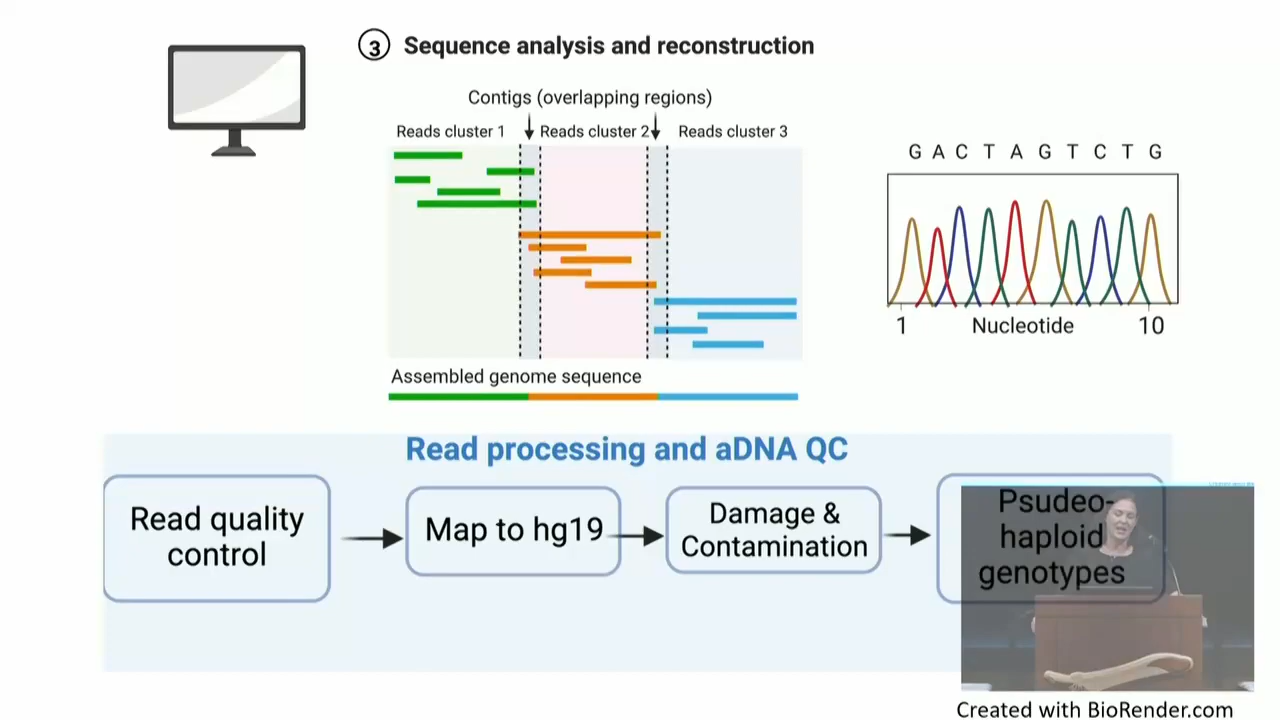 3 Sequence analysis and reconstruction
Contigs (overlapping regions)
Reads cluster 1 Reads cluster 2 Reads cluster 3
Assembled genome sequence
G A C T A G T C T G
1 Nucleotide 10
Read processing and aDNA QC
Read quality
control
Map to hg19
Damage &
Contamination
Psudeo-
haploid
genotypes
Created with BioRender.com